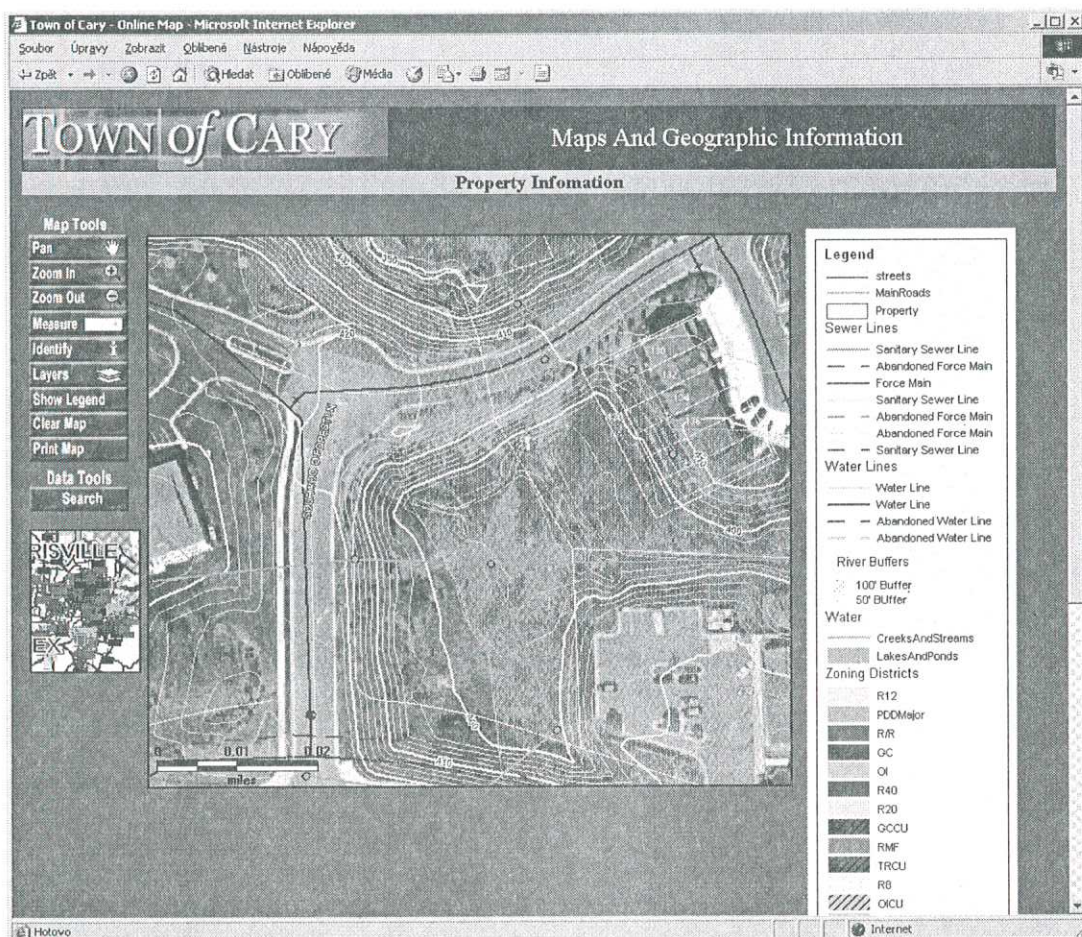 Town of Cary - Online Map - Microsoft Internet Explorer
Soubor Úpravy Zobrazit Oblíbené Nástroje Nápověda
Zpět Hledat Oblíbené Média
TOWN of CARY
Maps And Geographic Information
Property Infomation
Map Tools
Pan
Zoom In
Zoom Out
Measure
Identify
Layers
Show Legend
Clear Map
Print Map
Data Tools
Search
RISVILLE
EX
410
400
410
0 0.01 0.02
miles
Legend
streets
MainRoads
Property
Sewer Lines
Sanitary Sewer Line
Abandoned Force Main
Force Main
Sanitary Sewer Line
Abandoned Force Main
Abandoned Force Main
Sanitary Sewer Line
Water Lines
Water Line
Water Line
Abandoned Water Line
Abandoned Water Line
River Buffers
100' Buffer
50' BUffer
Water
CreeksAndStreams
LakesAndPonds
Zoning Districts
R12
PDDMajor
R/R
GC
OI
R40
R20
GCCU
RMF
TRCU
R8
OICU
Hotovo
Internet